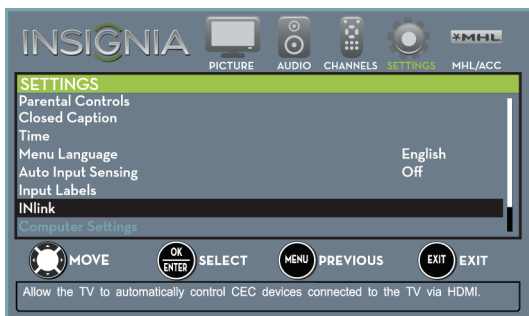 INSIGNIA
PICTURE AUDIO CHANNELS SETTINGS MHL/ACC
MHL
SETTINGS
Parental Controls
Closed Caption
Time
Menu Language English
Auto Input Sensing Off
Input Labels
INlink
Computer Settings
MOVE OK ENTER SELECT MENU PREVIOUS EXIT EXIT
Allow the TV to automatically control CEC devices connected to the TV via HDMI.